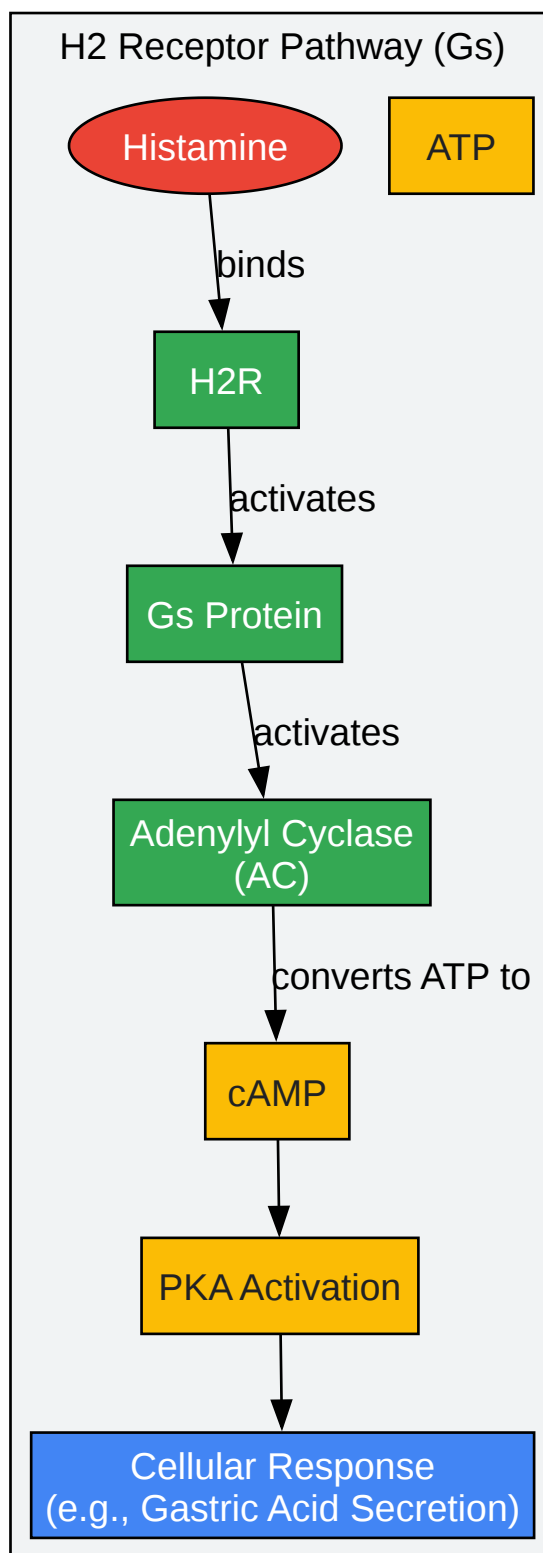 H2 Receptor Pathway (Gs)
Histamine
ATP
binds
H2R
activates
Gs Protein
activates
Adenylyl Cyclase
(AC)
converts ATP to
cAMP
PKA Activation
Cellular Response
(e.g., Gastric Acid Secretion)